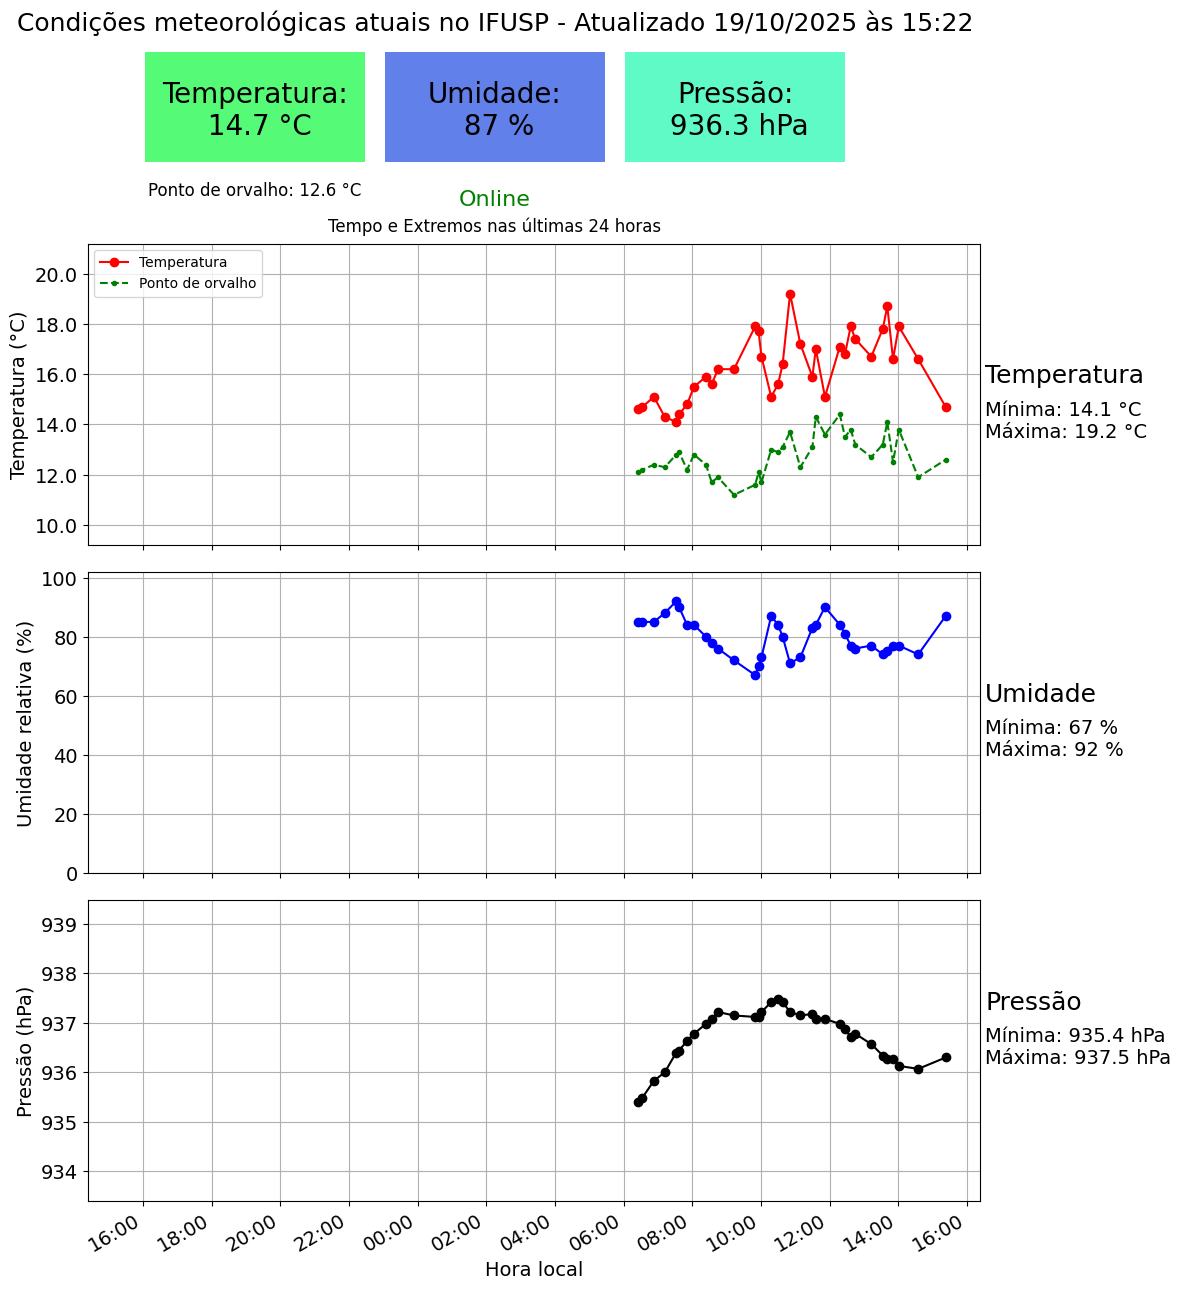 Condições meteorológicas atuais no IFUSP - Atualizado 19/10/2025 às 15:22
Temperatura:
14.7 °C
Umidade:
87 %
Pressão:
936.3 hPa
Ponto de orvalho: 12.6 °C
Online
Tempo e Extremos nas últimas 24 horas
Temperatura
Ponto de orvalho
Temperatura (°C)
20.0
18.0
16.0
14.0
12.0
10.0
Temperatura
Mínima: 14.1 °C
Máxima: 19.2 °C
Umidade relativa (%)
100
80
60
40
20
0
Umidade
Mínima: 67 %
Máxima: 92 %
Pressão (hPa)
939
938
937
936
935
934
Pressão
Mínima: 935.4 hPa
Máxima: 937.5 hPa
16:00
18:00
20:00
22:00
00:00
02:00
04:00
06:00
08:00
10:00
12:00
14:00
16:00
Hora local